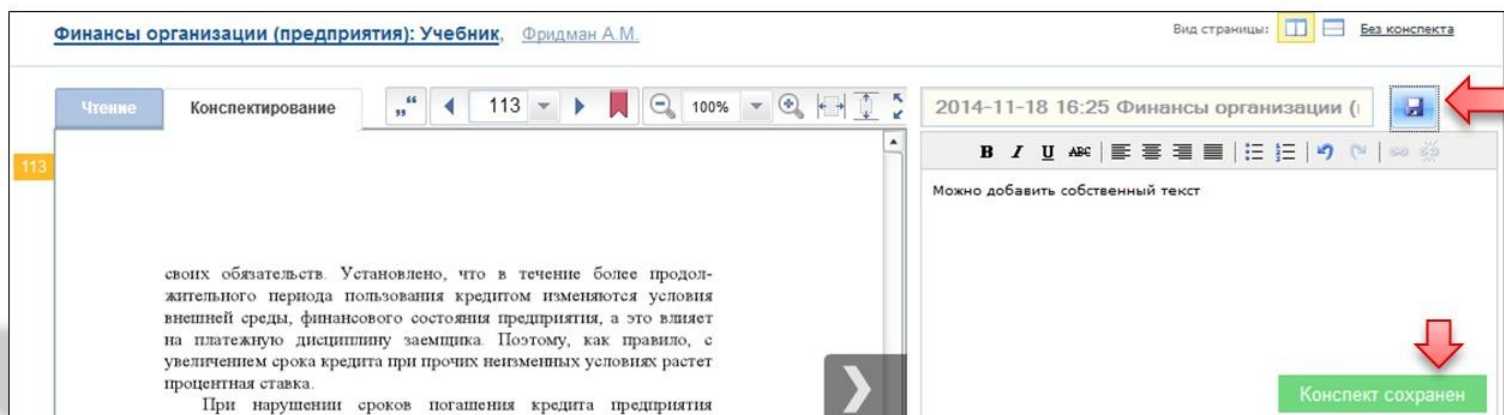 Финансы организации (предприятия): Учебник, Фридман А.М.
Вид страницы: Без конспекта
Чтение Конспектирование „“ 113 100%
2014-11-18 16:25 Финансы организации (
B I U ABC
113
Можно добавить собственный текст
своих обязательств. Установлено, что в течение более продол-
жительного периода пользования кредитом изменяются условия
внешней среды, финансового состояния предприятия, а это влияет
на платежную дисциплину заемщика. Поэтому, как правило, с
увеличением срока кредита при прочих неизменных условиях растет
процентная ставка.
При нарушении сроков погашения кредита предприятия
Конспект сохранен